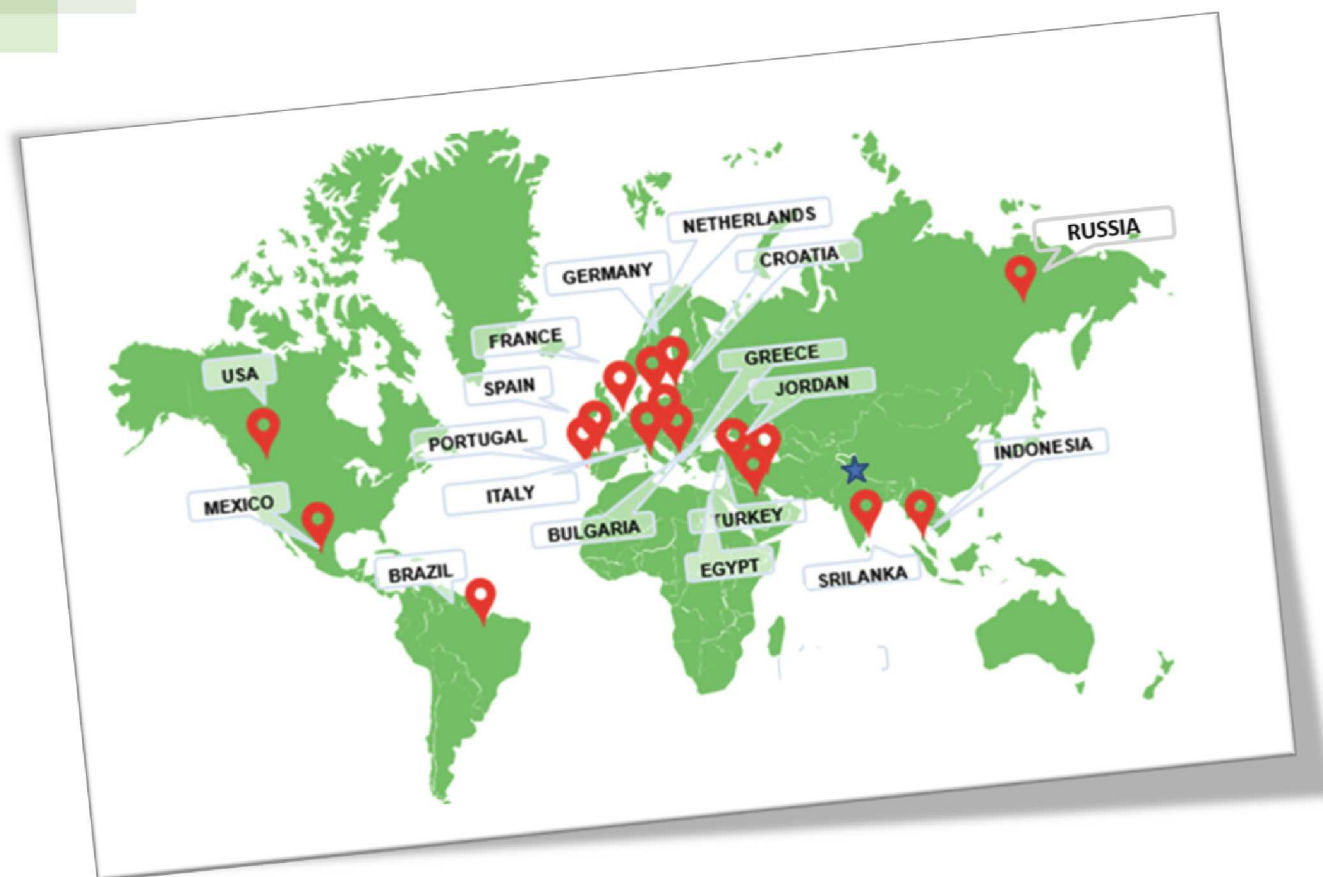 NETHERLANDS
RUSSIA
CROATIA
GERMANY
FRANCE
GREECE
USA
SPAIN
JORDAN
PORTUGAL
INDONESIA
ITALY
MEXICO
BULGARIA
TURKEY
EGYPT
BRAZIL
SRILANKA